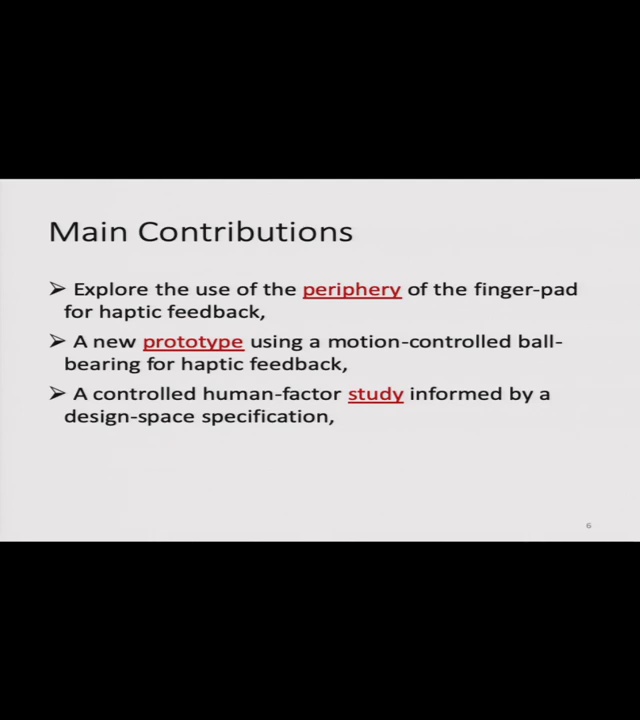 Main Contributions
➢ Explore the use of the periphery of the finger-pad
for haptic feedback,
➢ A new prototype using a motion-controlled ball-
bearing for haptic feedback,
➢ A controlled human-factor study informed by a
design-space specification,
6